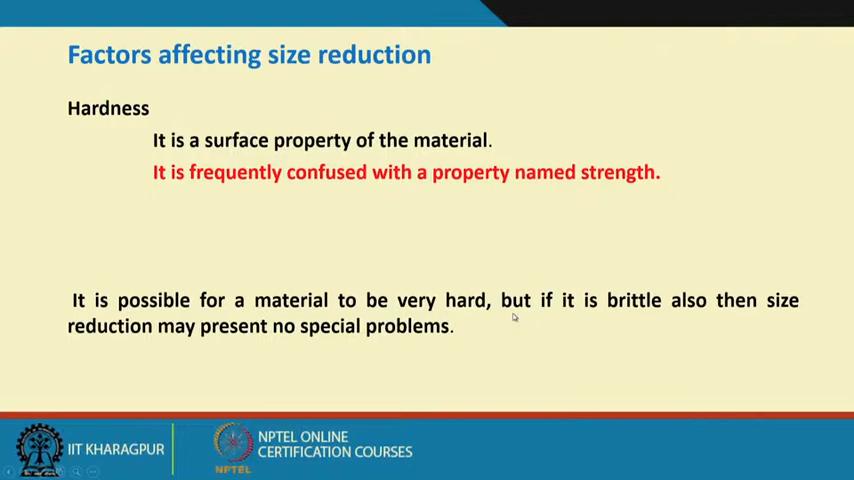 Factors affecting size reduction
Hardness
It is a surface property of the material.
It is frequently confused with a property named strength.
It is possible for a material to be very hard, but if it is brittle also then size
reduction may present no special problems.
IIT KHARAGPUR
NPTEL
NPTEL ONLINE
CERTIFICATION COURSES